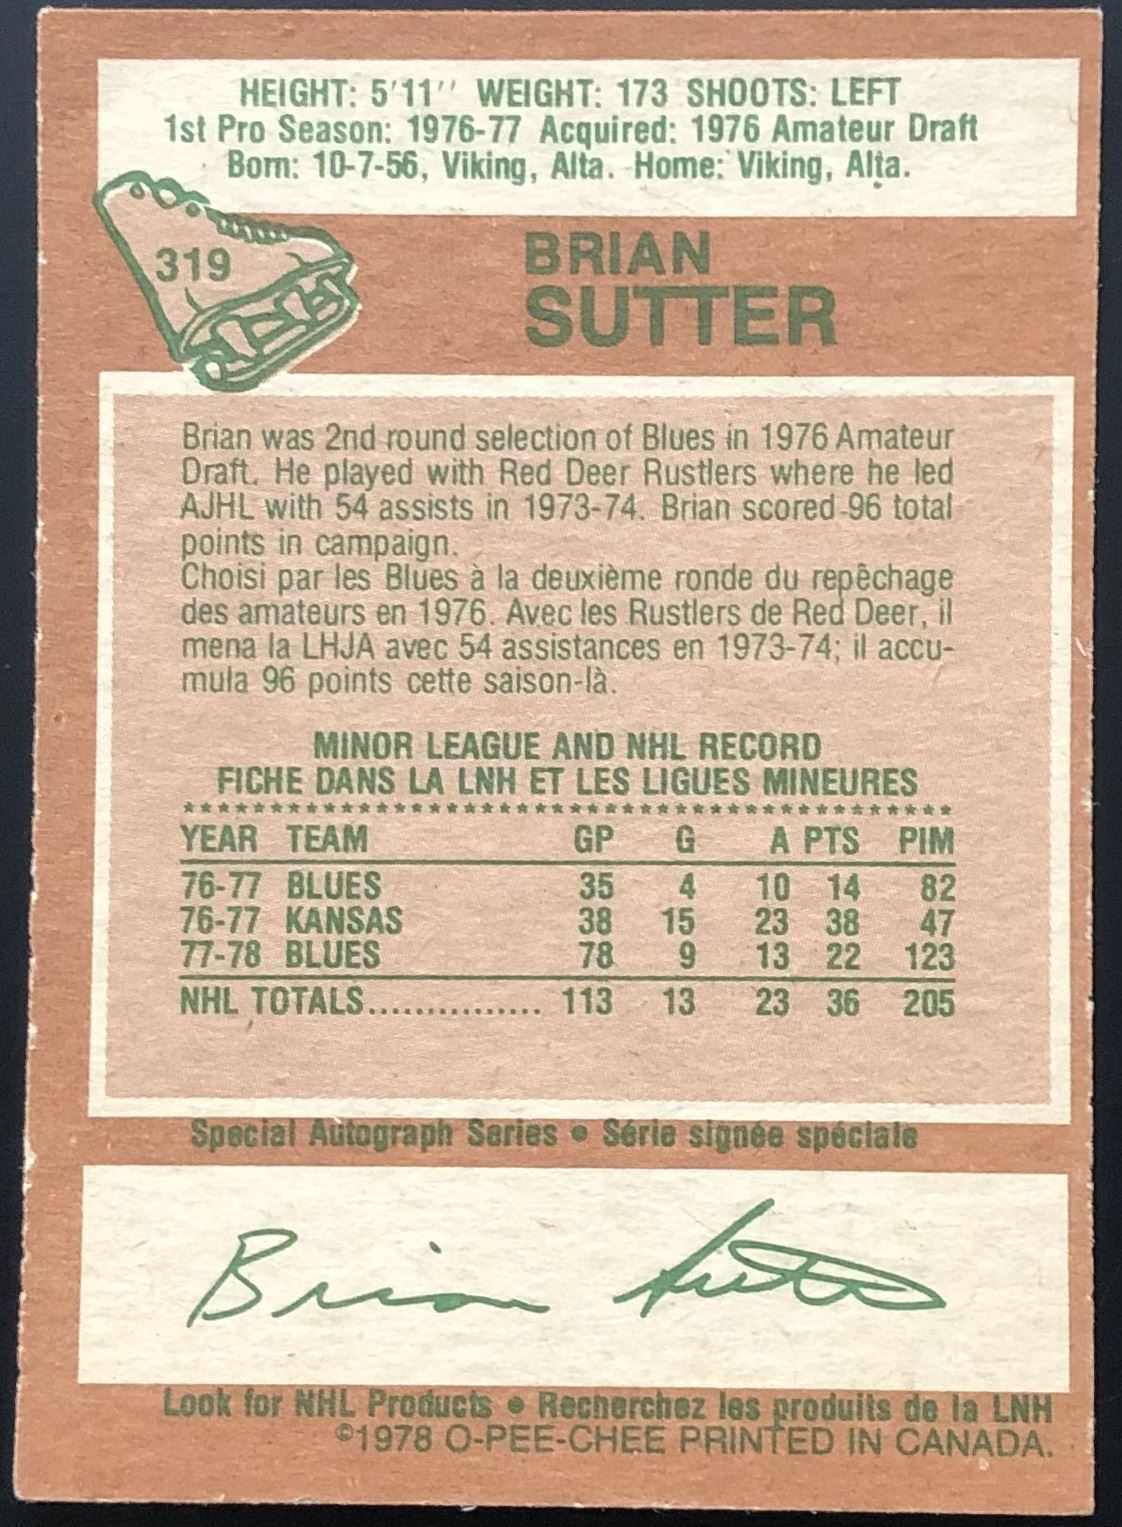 HEIGHT: 5'11'' WEIGHT: 173 SHOOTS: LEFT
1st Pro Season: 1976-77 Acquired: 1976 Amateur Draft
Born: 10-7-56, Viking, Alta. Home: Viking, Alta.
319
BRIAN
SUTTER
Brian was 2nd round selection of Blues in 1976 Amateur
Draft. He played with Red Deer Rustlers where he led
AJHL with 54 assists in 1973-74. Brian scored 96 total
points in campaign.
Choisi par les Blues à la deuxième ronde du repêchage
des amateurs en 1976. Avec les Rustlers de Red Deer, il
mena la LHJA avec 54 assistances en 1973-74; il accu-
mula 96 points cette saison-là.
MINOR LEAGUE AND NHL RECORD
FICHE DANS LA LNH ET LES LIGUES MINEURES
YEAR TEAM GP G A PTS PIM
76-77 BLUES 35 4 10 14 82
76-77 KANSAS 38 15 23 38 47
77-78 BLUES 78 9 13 22 123
NHL TOTALS............... 113 13 23 36 205
Special Autograph Series • Série signée spéciale
Brian Sutter
Look for NHL Products • Recherchez les produits de la LNH
©1978 O-PEE-CHEE PRINTED IN CANADA.